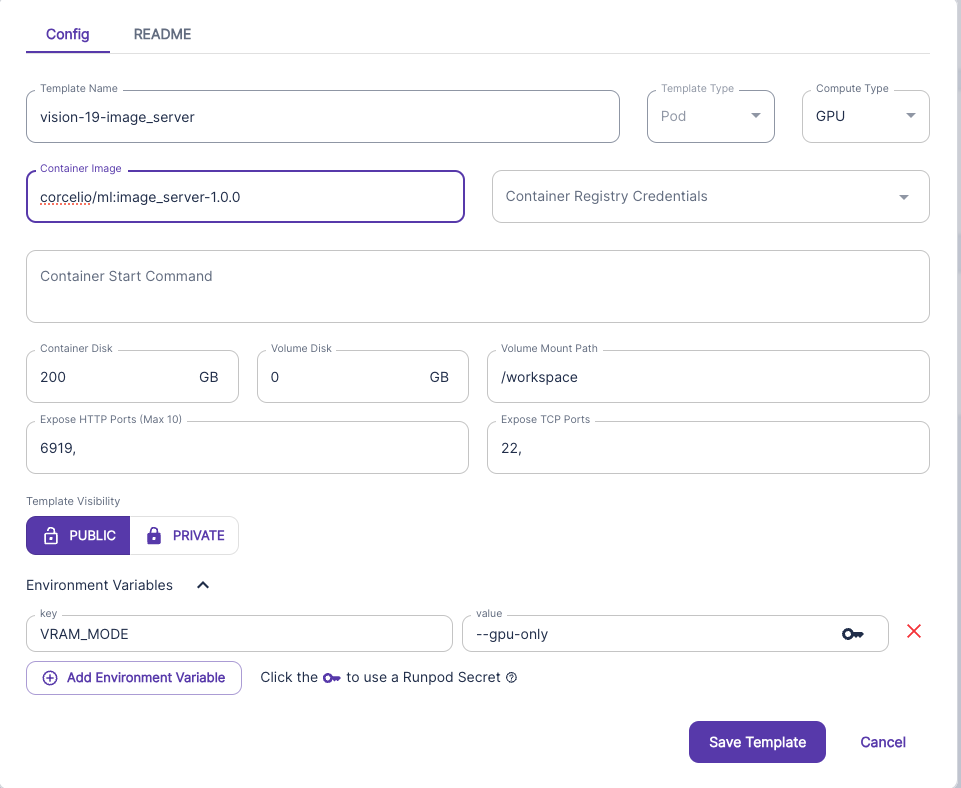 Config README
Template Name
vision-19-image_server
Template Type
Pod
Compute Type
GPU
Container Image
corcelio/ml:image_server-1.0.0
Container Registry Credentials
Container Start Command
Container Disk
200 GB
Volume Disk
0 GB
Volume Mount Path
/workspace
Expose HTTP Ports (Max 10)
6919,
Expose TCP Ports
22,
Template Visibility
PUBLIC PRIVATE
Environment Variables
key
VRAM_MODE
value
--gpu-only
Add Environment Variable Click the to use a Runpod Secret
Save Template Cancel